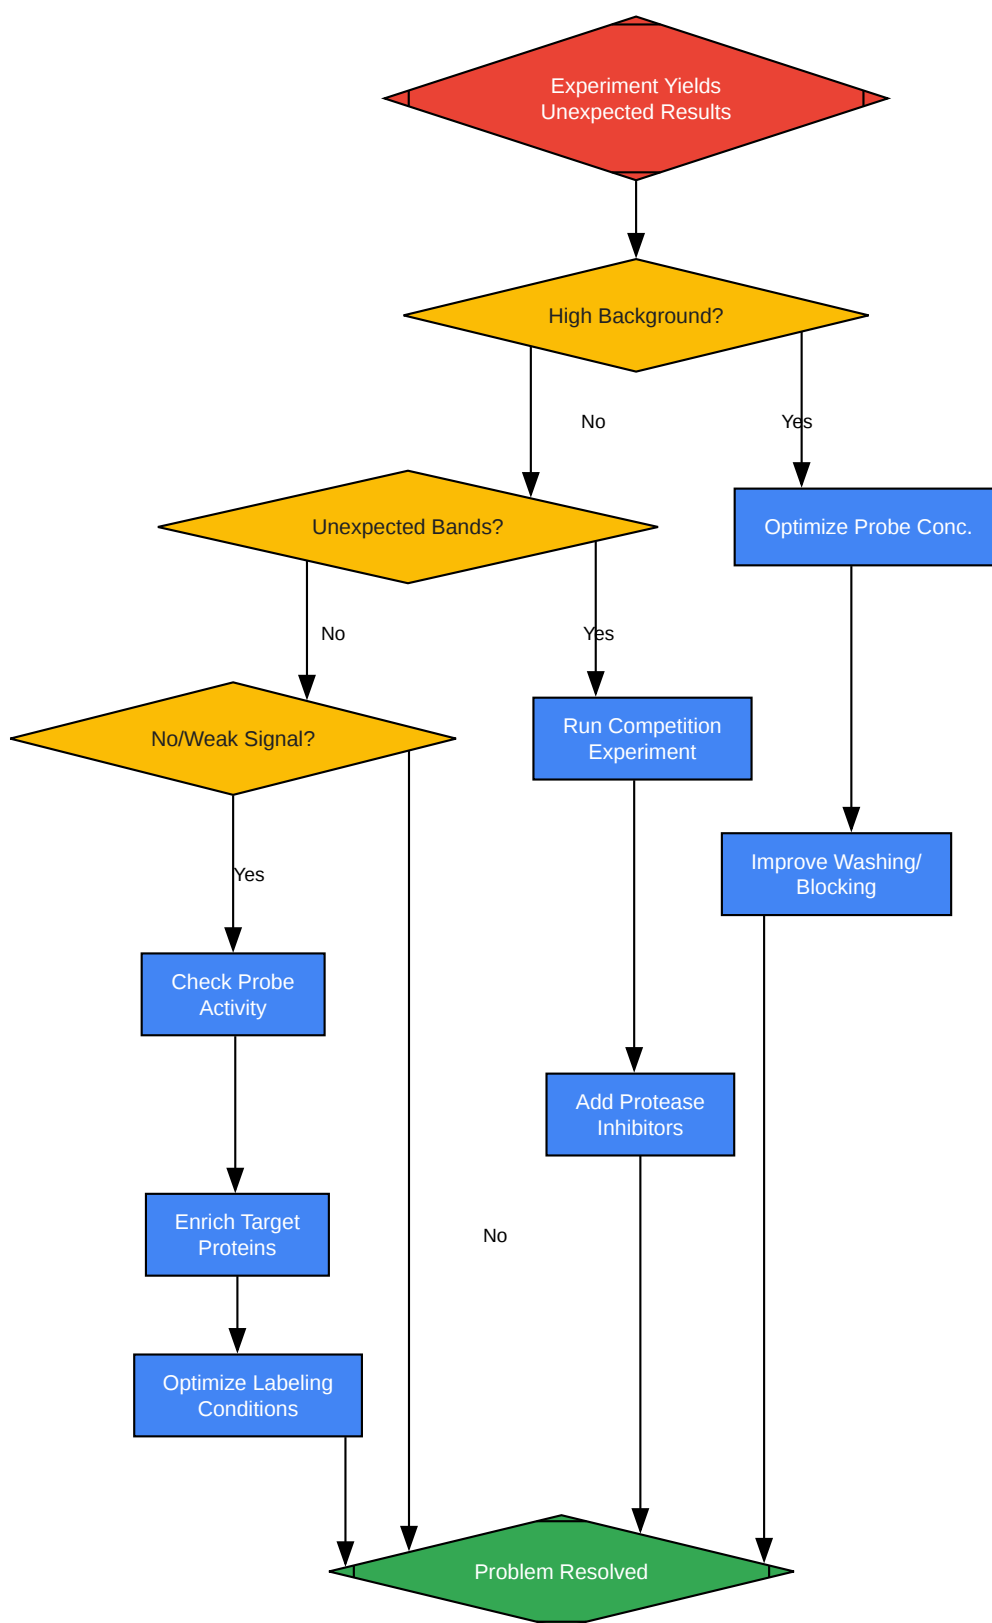 Experiment Yields
Unexpected Results
High Background?
No
Yes
Unexpected Bands?
Optimize Probe Conc.
No
Yes
No/Weak Signal?
Run Competition
Experiment
Improve Washing/
Blocking
Yes
Check Probe
Activity
Add Protease
Inhibitors
Enrich Target
Proteins
No
Optimize Labeling
Conditions
Problem Resolved